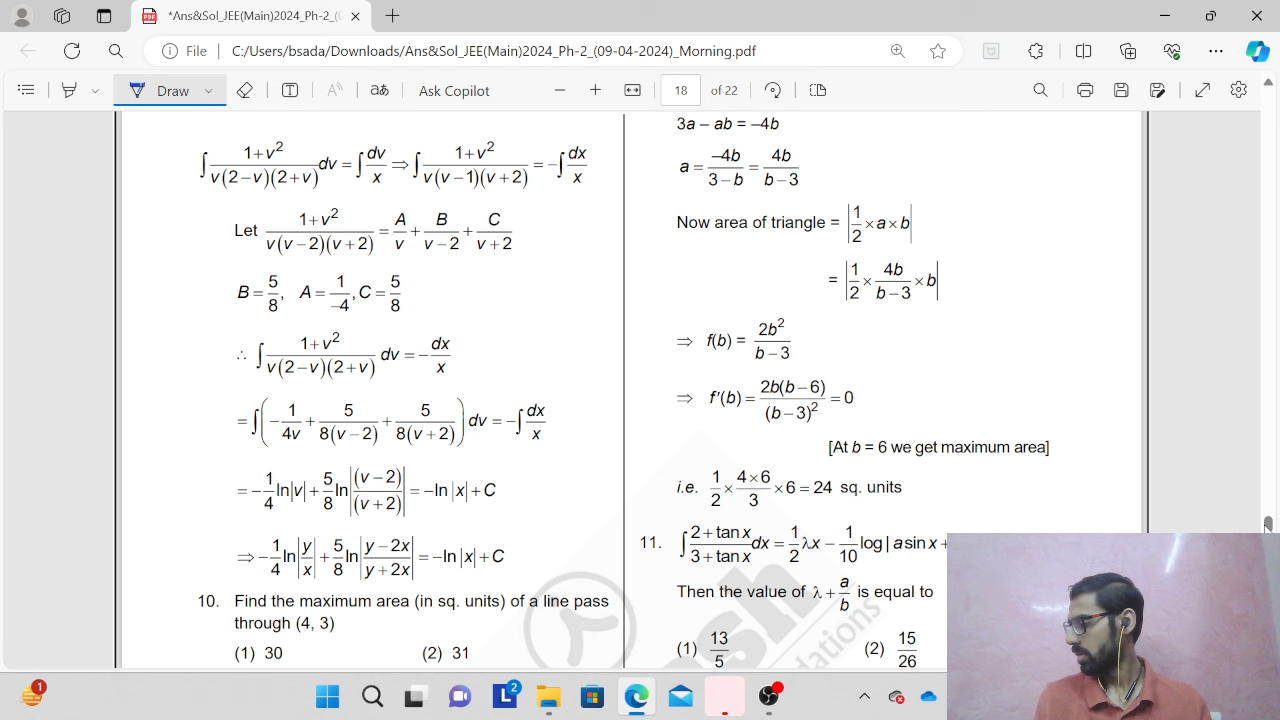 *Ans&Sol_JEE(Main)2024_Ph-2_(
File
C:/Users/bsada/Downloads/Ans&Sol_JEE(Main)2024_Ph-2_(09-04-2024)_Morning.pdf
Draw
Ask Copilot
18 of 22
∫ (1+v²)/(v(2−v)(2+v)) dv = ∫ dv/x ⇒ ∫ (1+v²)/(v(v−1)(v+2)) = −∫ dx/x
Let (1+v²)/(v(v−2)(v+2)) = A/v + B/(v−2) + C/(v+2)
B = 5/8, A = 1/−4, C = 5/8
∴ ∫ (1+v²)/(v(2−v)(2+v)) dv = − dx/x
= ∫ (−1/4v + 5/8(v−2) + 5/8(v+2)) dv = −∫ dx/x
= −1/4 ln|v| + 5/8 ln|(v−2)/(v+2)| = −ln|x| + C
⇒ −1/4 ln|y/x| + 5/8 ln|(y−2x)/(y+2x)| = −ln|x| + C
10. Find the maximum area (in sq. units) of a line pass
through (4, 3)
(1) 30 (2) 31
3a – ab = –4b
a = –4b/(3−b) = 4b/(b−3)
Now area of triangle = |1/2 × a × b|
= |1/2 × 4b/(b−3) × b|
⇒ f(b) = 2b²/(b−3)
⇒ f′(b) = 2b(b−6)/(b−3)² = 0
[At b = 6 we get maximum area]
i.e. 1/2 × (4×6)/3 × 6 = 24 sq. units
11. ∫ (2+tan x)/(3+tan x) dx = 1/2 λx − 1/10 log| a sin x +
Then the value of λ + a/b is equal to
(1) 13/5 (2) 15/26
1
2